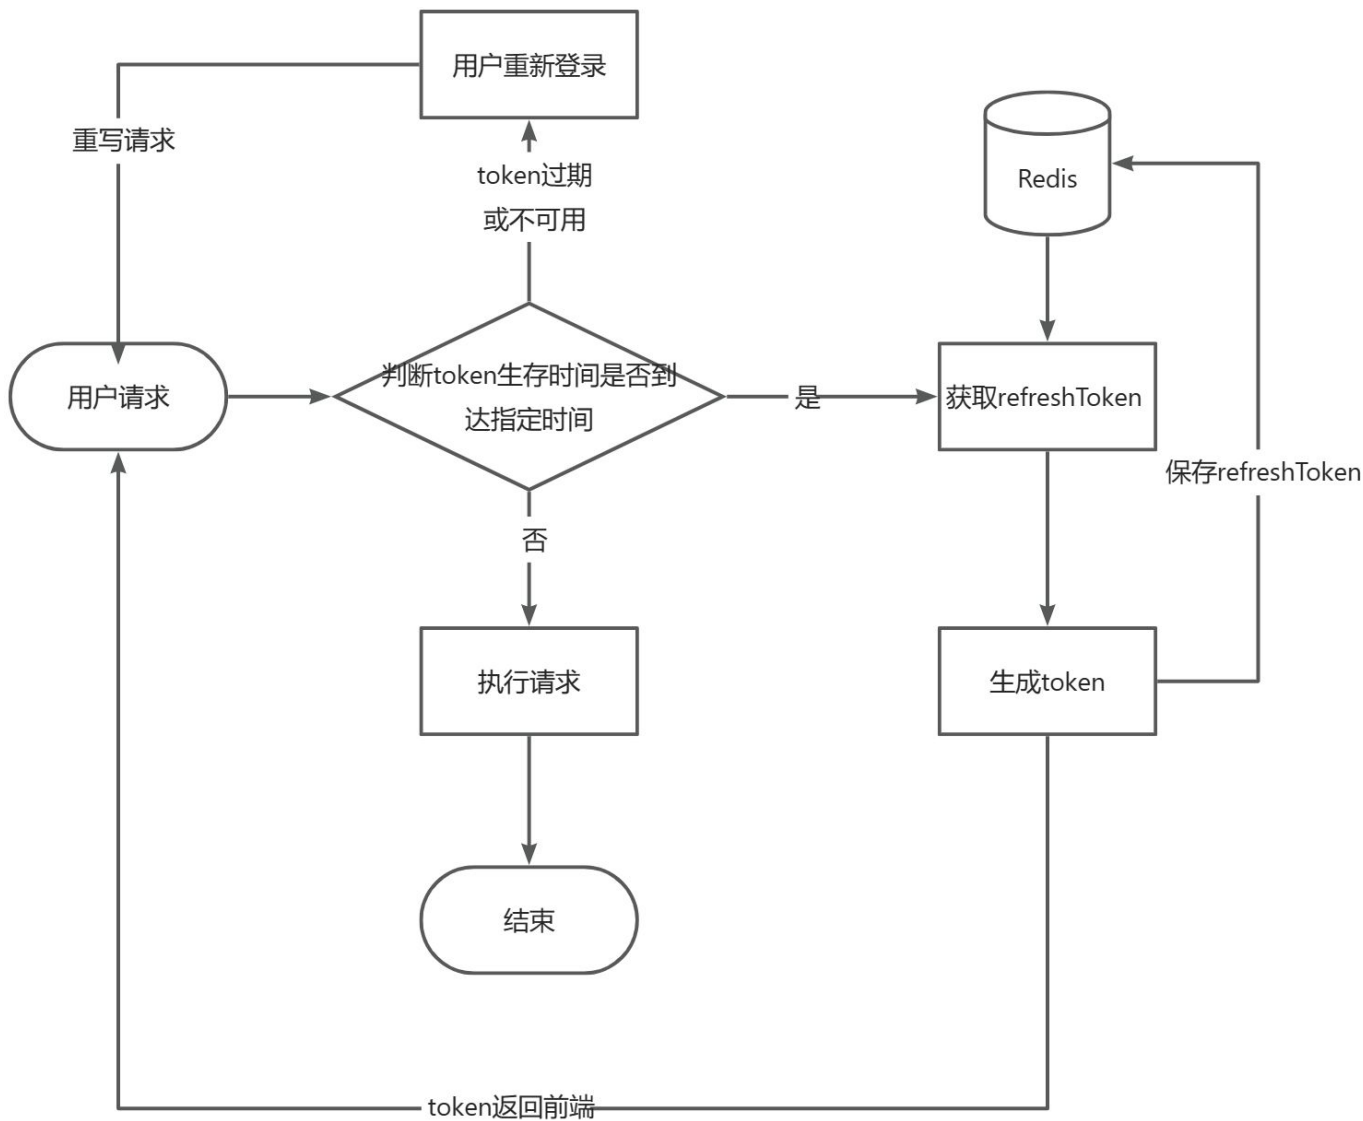 用户重新登录
重写请求
token过期
或不可用
Redis
用户请求
判断token生存时间是否到
达指定时间
是
获取refreshToken
保存refreshToken
否
执行请求
生成token
结束
token返回前端